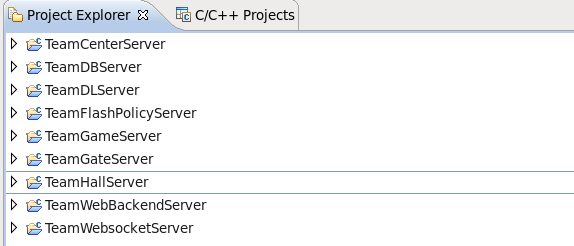 Project Explorer C/C++ Projects
TeamCenterServer
TeamDBServer
TeamDLServer
TeamFlashPolicyServer
TeamGameServer
TeamGateServer
TeamHallServer
TeamWebBackendServer
TeamWebsocketServer